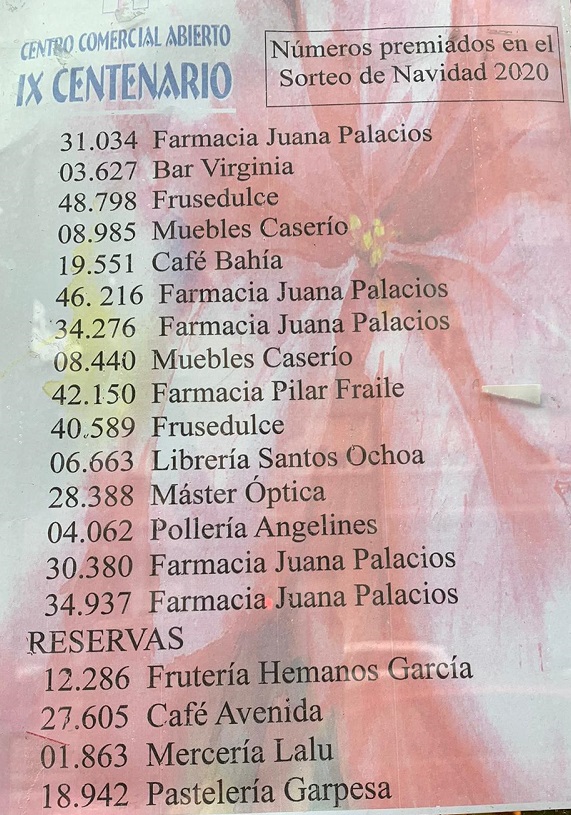 CENTRO COMERCIAL ABIERTO
IX CENTENARIO
Números premiados en el
Sorteo de Navidad 2020
31.034 Farmacia Juana Palacios
03.627 Bar Virginia
48.798 Frusedulce
08.985 Muebles Caserío
19.551 Café Bahía
46. 216 Farmacia Juana Palacios
34.276 Farmacia Juana Palacios
08.440 Muebles Caserío
42.150 Farmacia Pilar Fraile
40.589 Frusedulce
06.663 Librería Santos Ochoa
28.388 Máster Óptica
04.062 Pollería Angelines
30.380 Farmacia Juana Palacios
34.937 Farmacia Juana Palacios
RESERVAS
12.286 Frutería Hemanos García
27.605 Café Avenida
01.863 Mercería Lalu
18.942 Pastelería Garpesa